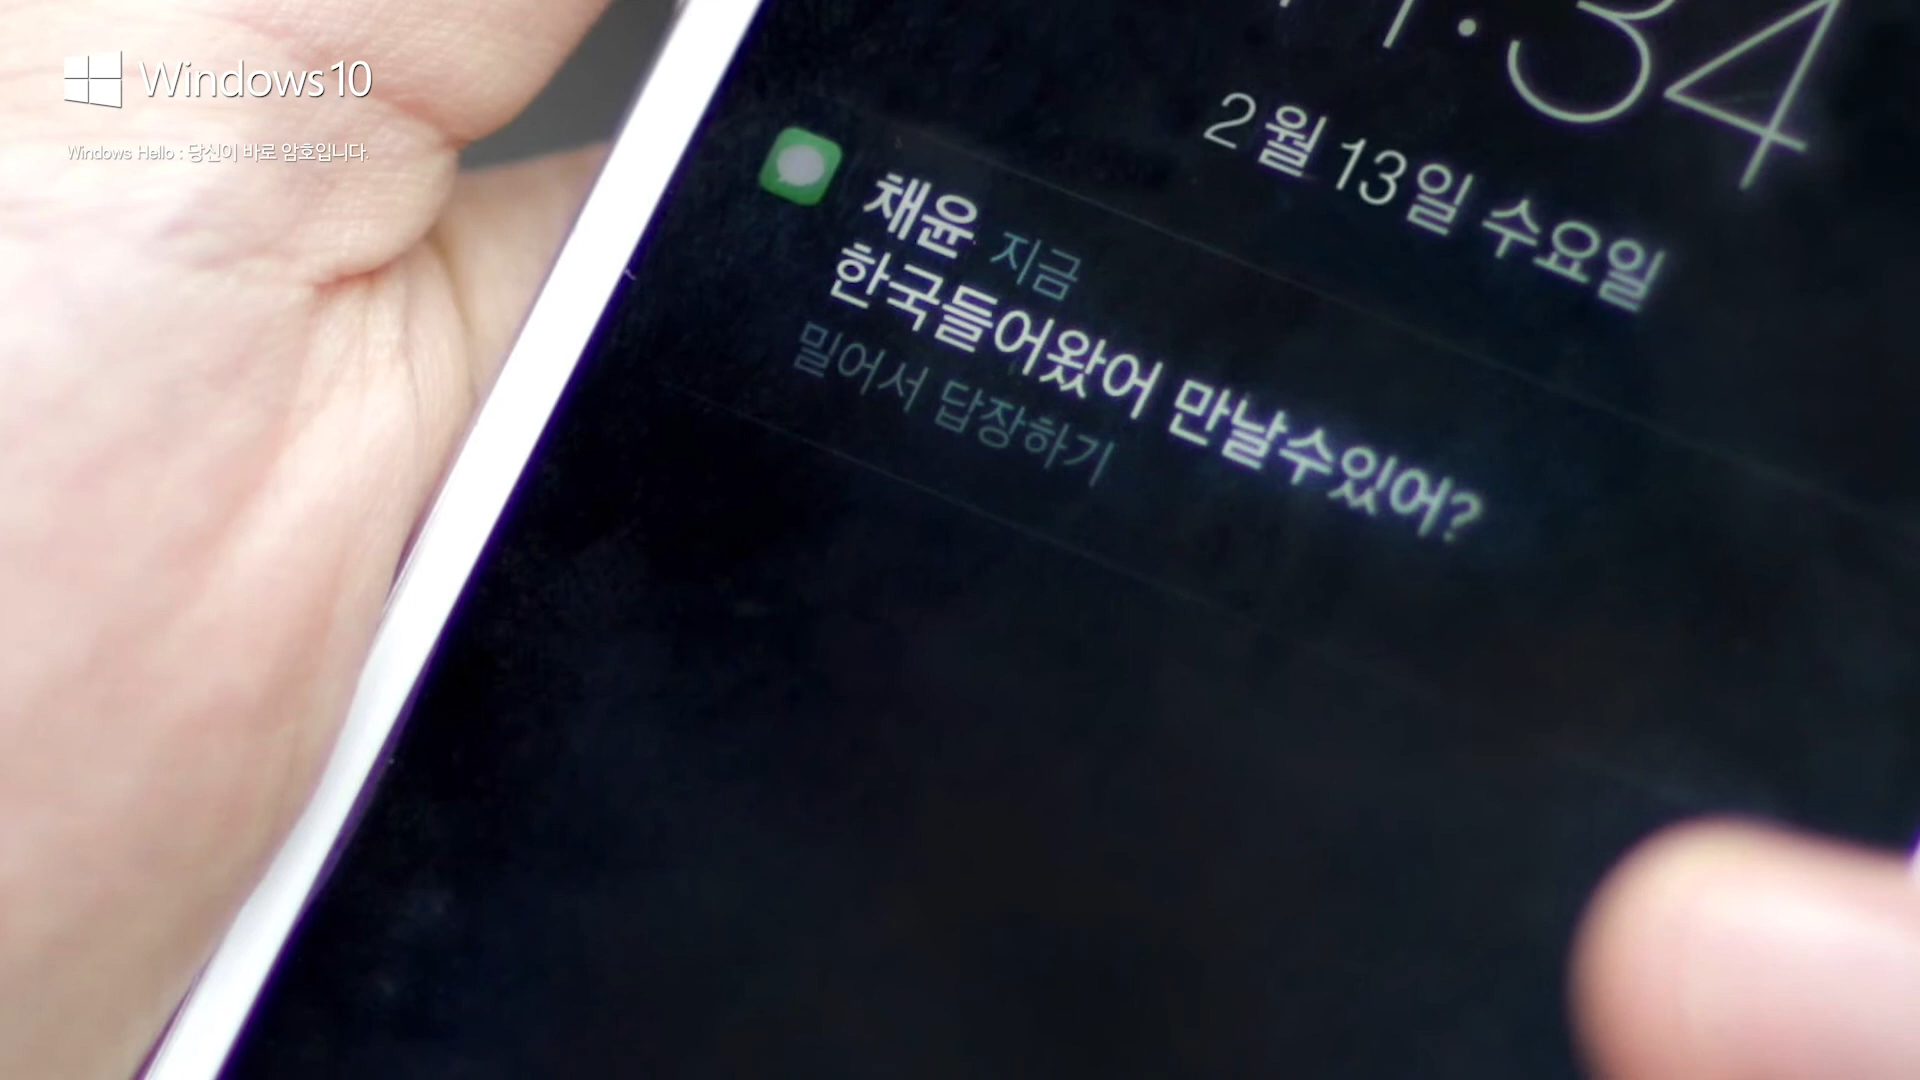 Windows 10
Windows Hello : 당신이 바로 암호입니다.
:34
2월 13일 수요일
채윤 지금
한국들어왔어 만날수있어?
밀어서 답장하기